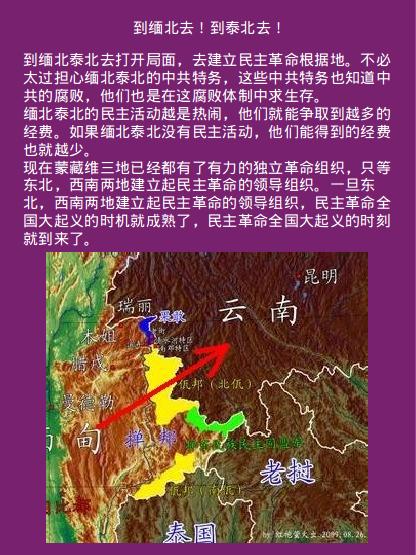 到缅北去！到泰北去！
到缅北泰北去打开局面，去建立民主革命根据地。不必
太过担心缅北泰北的中共特务，这些中共特务也知道中
共的腐败，他们也是在这腐败体制中求生存。
缅北泰北的民主活动越是热闹，他们就能争取到越多的
经费。如果缅北泰北没有民主活动，他们能得到的经费
也就越少。
现在蒙藏维三地已经都有了有力的独立革命组织，只等
东北，西南两地建立起民主革命的领导组织。一旦东
北，西南两地建立起民主革命的领导组织，民主革命全
国大起义的时机就成熟了，民主革命全国大起义的时刻
就到来了。
昆明
瑞丽
果敢
云南
木姐
腊戌
佤邦（北佤）
曼德勒
甸
掸邦
老挝
佤邦（南佤）
泰国
2009.08.26